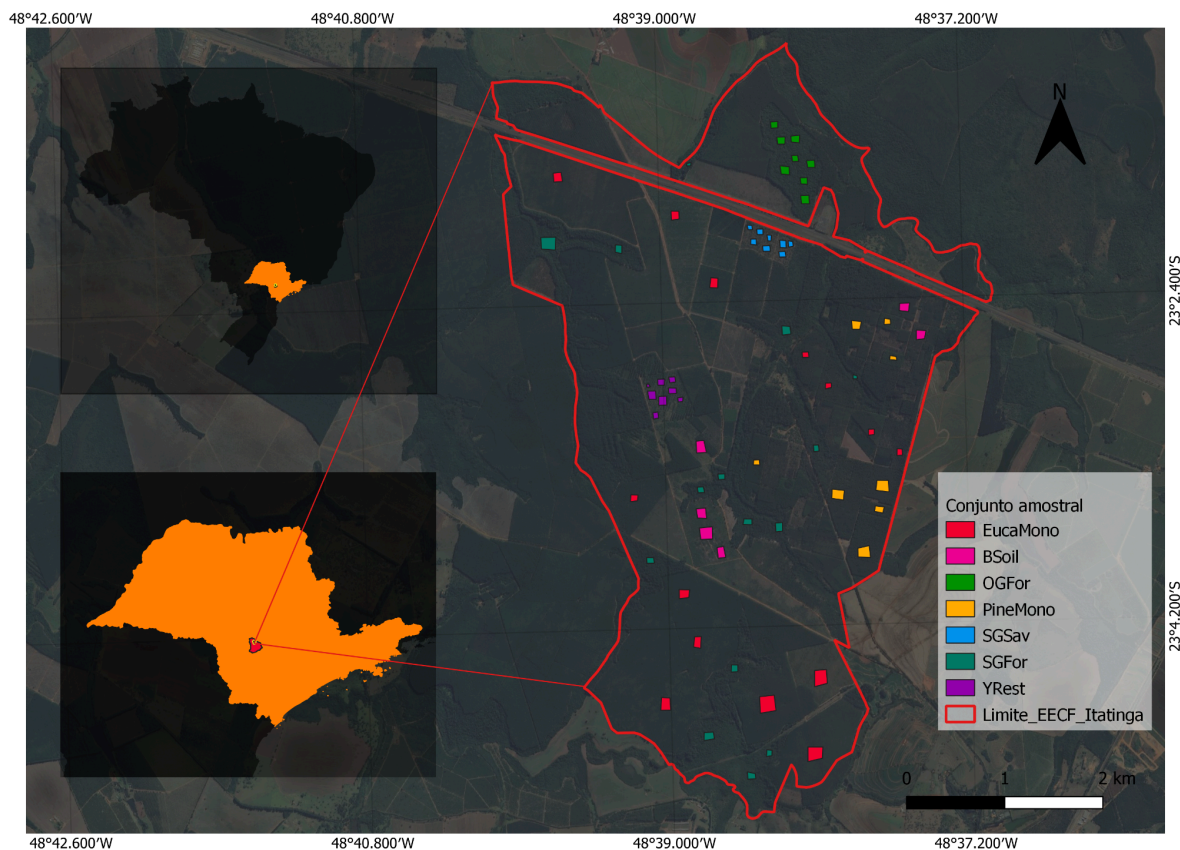 48°42.600′W 48°40.800′W 48°39.000′W 48°37.200′W
N
23°2.400′S
Conjunto amostral
EucaMono
BSoil
OGFor
PineMono
SGSav
SGFor
YRest
Limite_EECF_Itatinga
23°4.200′S
0 1 2 km
48°42.600′W 48°40.800′W 48°39.000′W 48°37.200′W